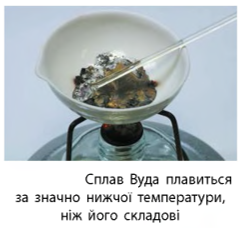 Сплав Вуда плавиться
за значно нижчої температури,
ніж його складові